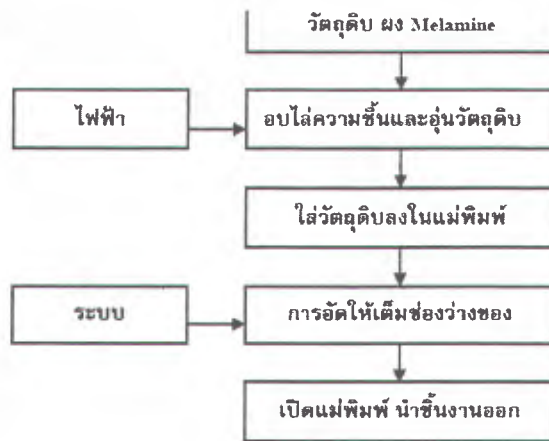 วัตถุดิบ ผง Melamine
ไฟฟ้า
อบไล่ความชื้นและอุ่นวัตถุดิบ
ใส่วัตถุดิบลงในแม่พิมพ์
ระบบ
การอัดให้เต็มช่องว่างของ
เปิดแม่พิมพ์ นำชิ้นงานออก